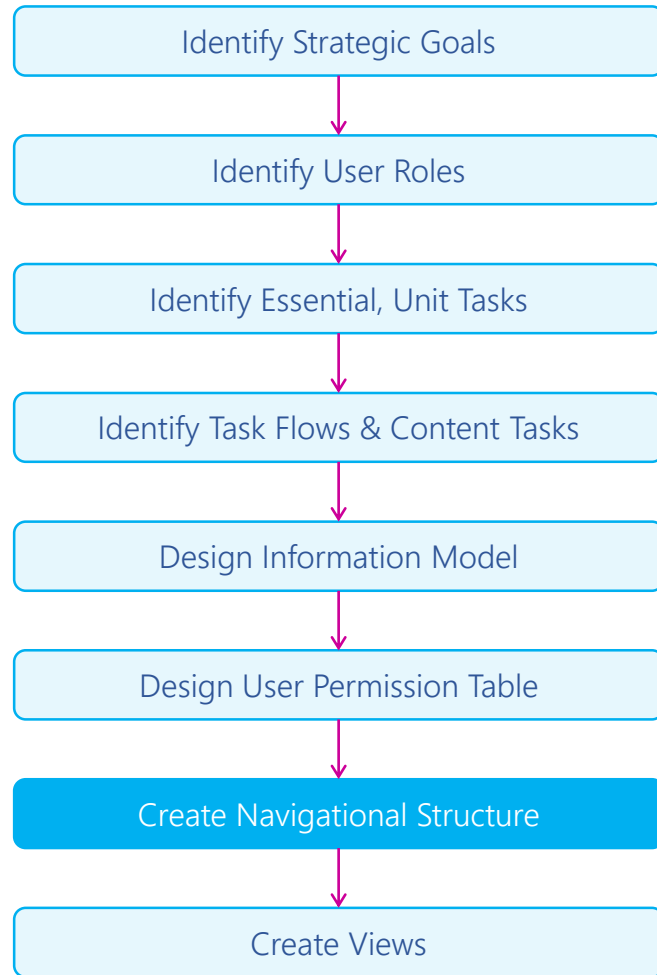 Identify Strategic Goals
Identify User Roles
Identify Essential, Unit Tasks
Identify Task Flows & Content Tasks
Design Information Model
Design User Permission Table
Create Navigational Structure
Create Views